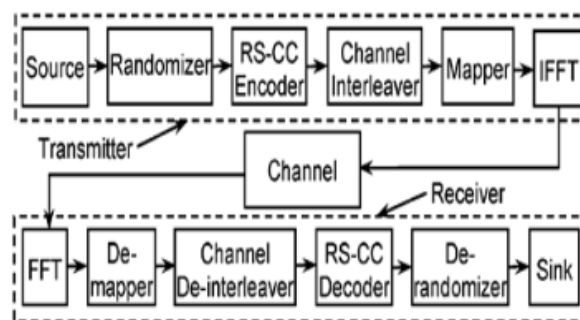 Source
Randomizer
RS-CC
Encoder
Channel
Interleaver
Mapper
IFFT
Transmitter
Channel
Receiver
FFT
De-
mapper
Channel
De-interleaver
RS-CC
Decoder
De-
randomizer
Sink